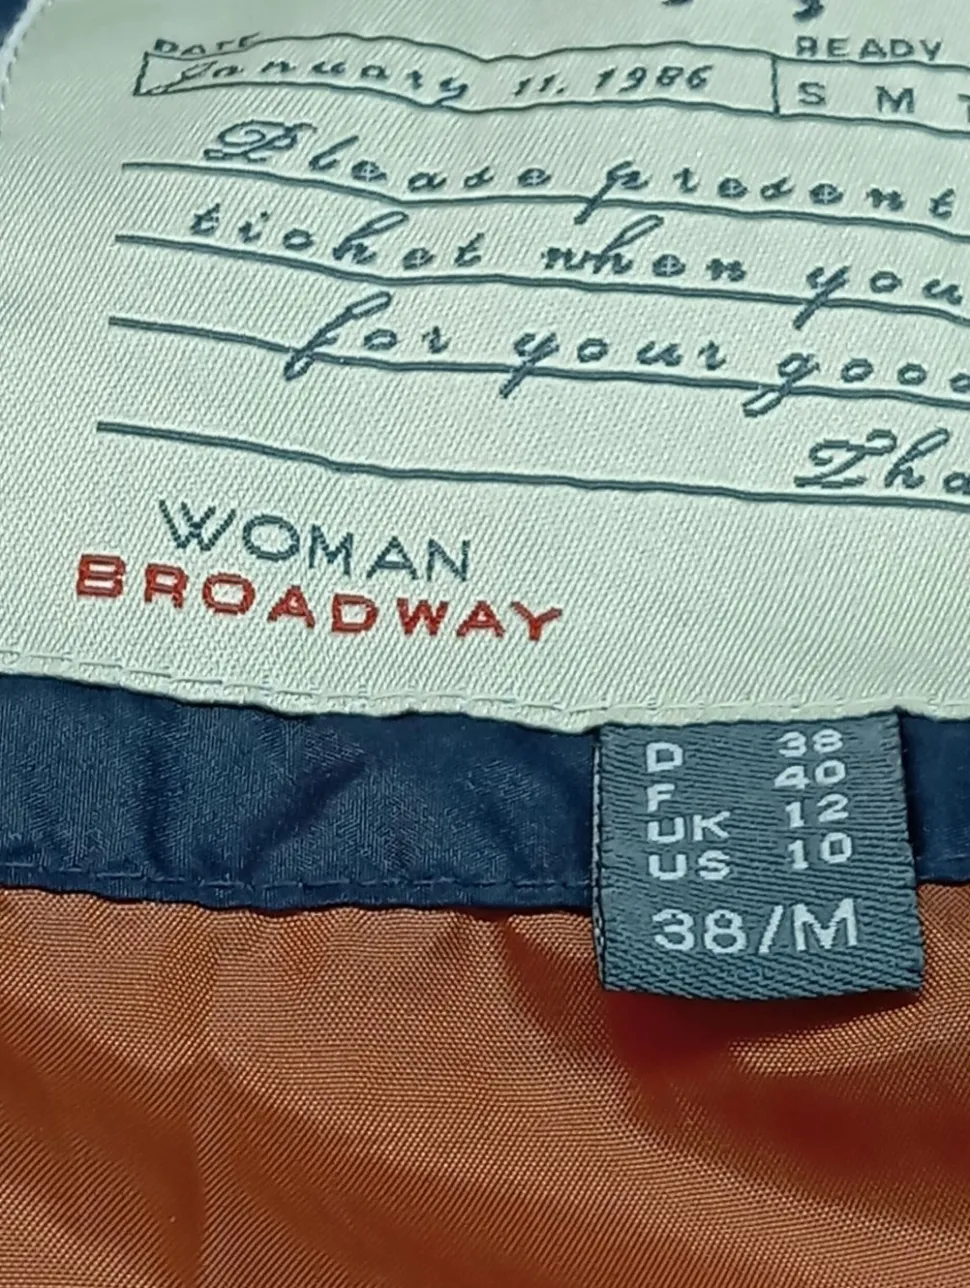 DATE READY
January 11. 1986 S M
Please present
ticket when you
for your good
Tha
WOMAN
BROADWAY
D 38
F 40
UK 12
US 10
38/M